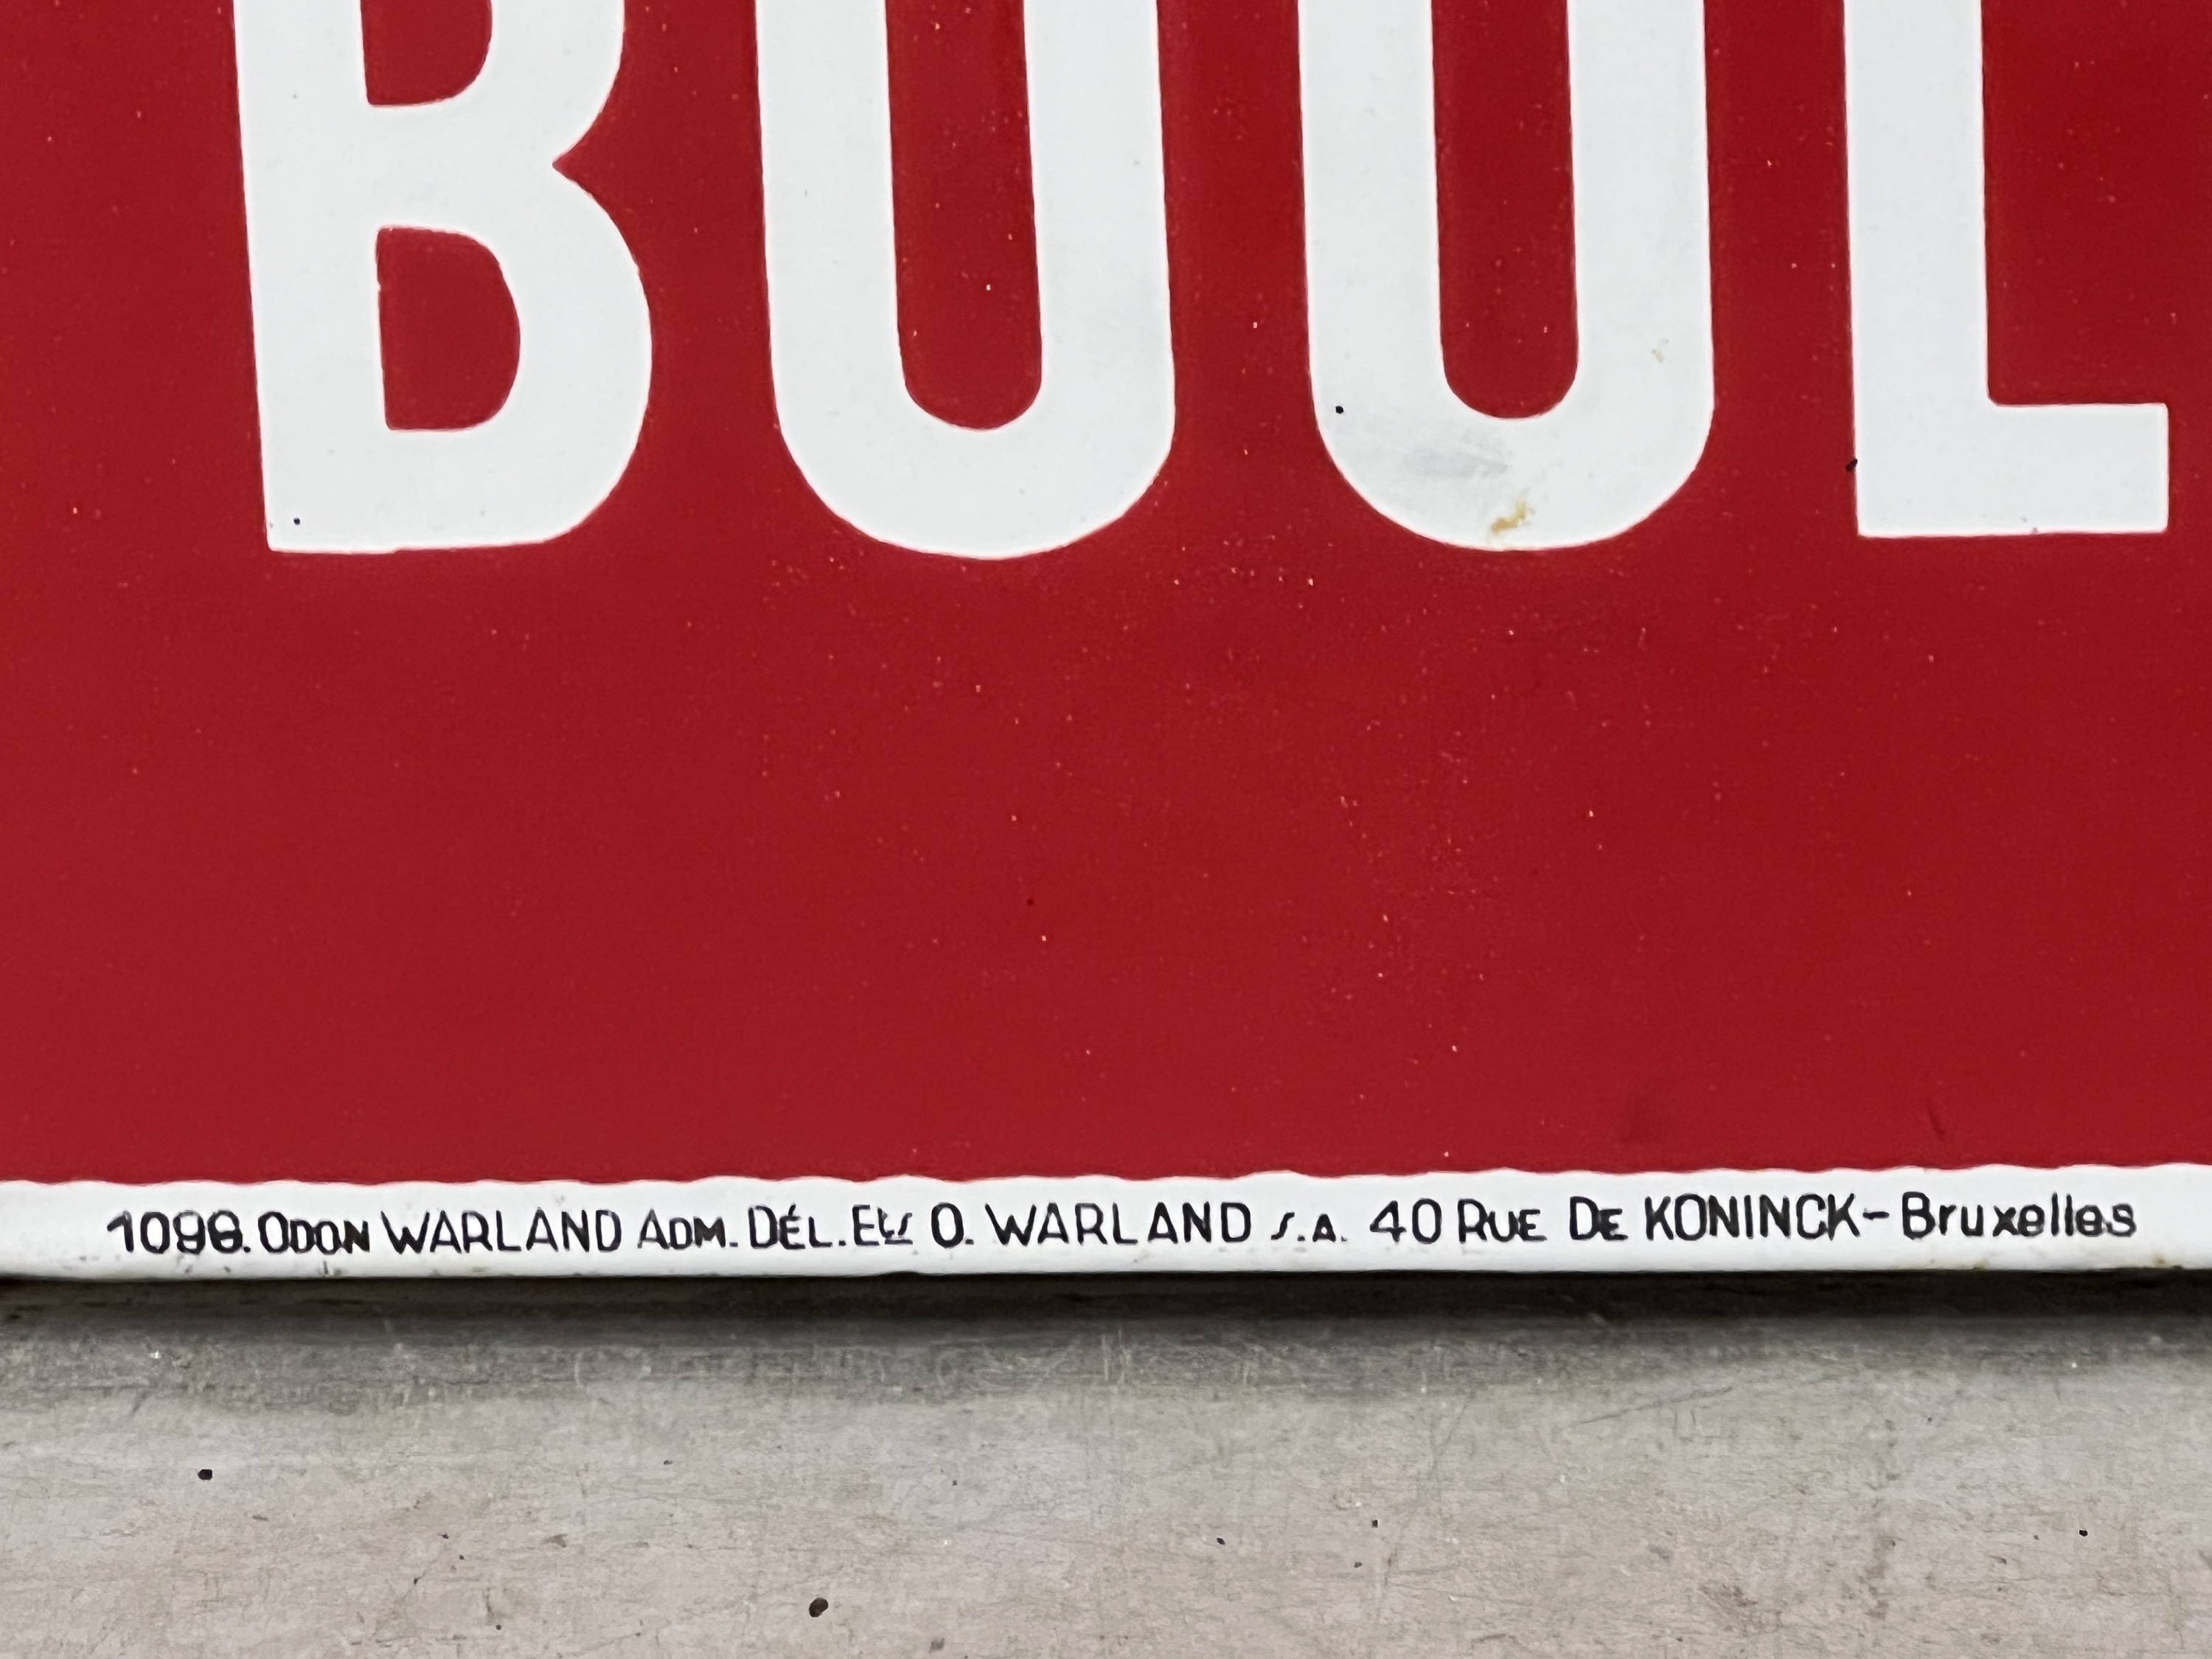 BOUL
1098. ODON WARLAND ADM. DÉL. Ets O. WARLAND S.A. 40 RUE DE KONINCK - Bruxelles